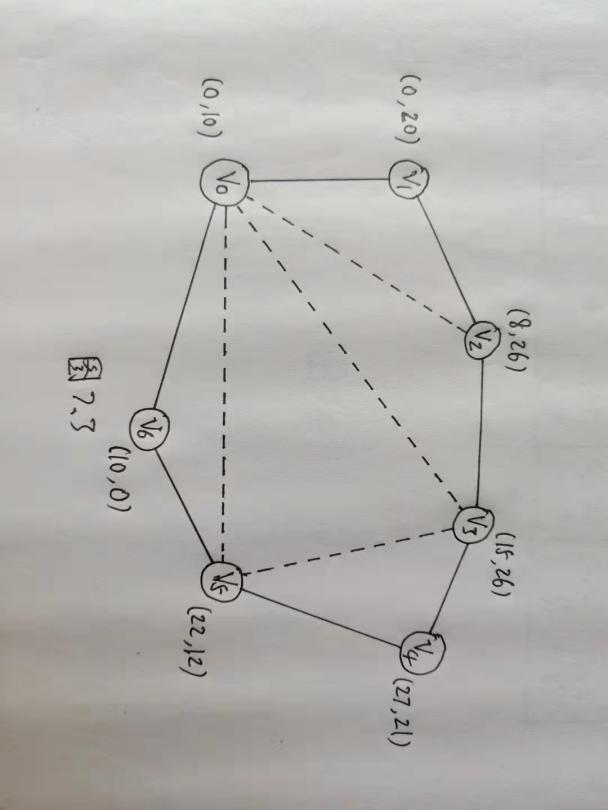 (0,20)
V1
(8,26)
V2
(15,26)
V3
(0,10)
V0
V4
(27,21)
V5
(22,12)
V6
(10,0)
图 7.3